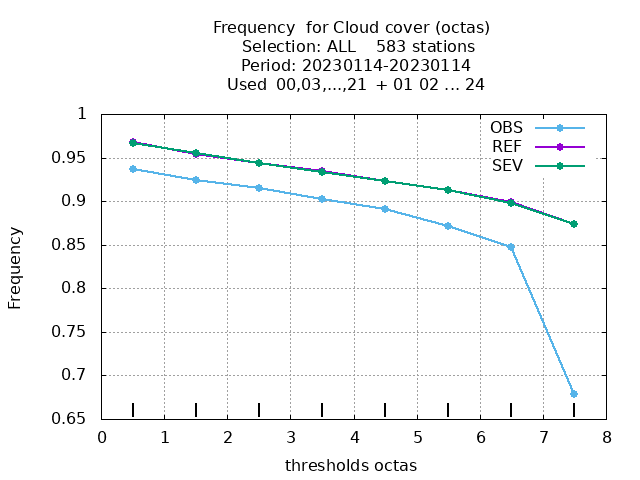 Frequency  for Cloud cover (octas)
Selection: ALL    583 stations
Period: 20230114-20230114
Used  00,03,...,21  + 01 02 ... 24
OBS
REF
SEV
1
0.95
0.9
0.85
0.8
0.75
0.7
0.65
Frequency
0 1 2 3 4 5 6 7 8
thresholds octas